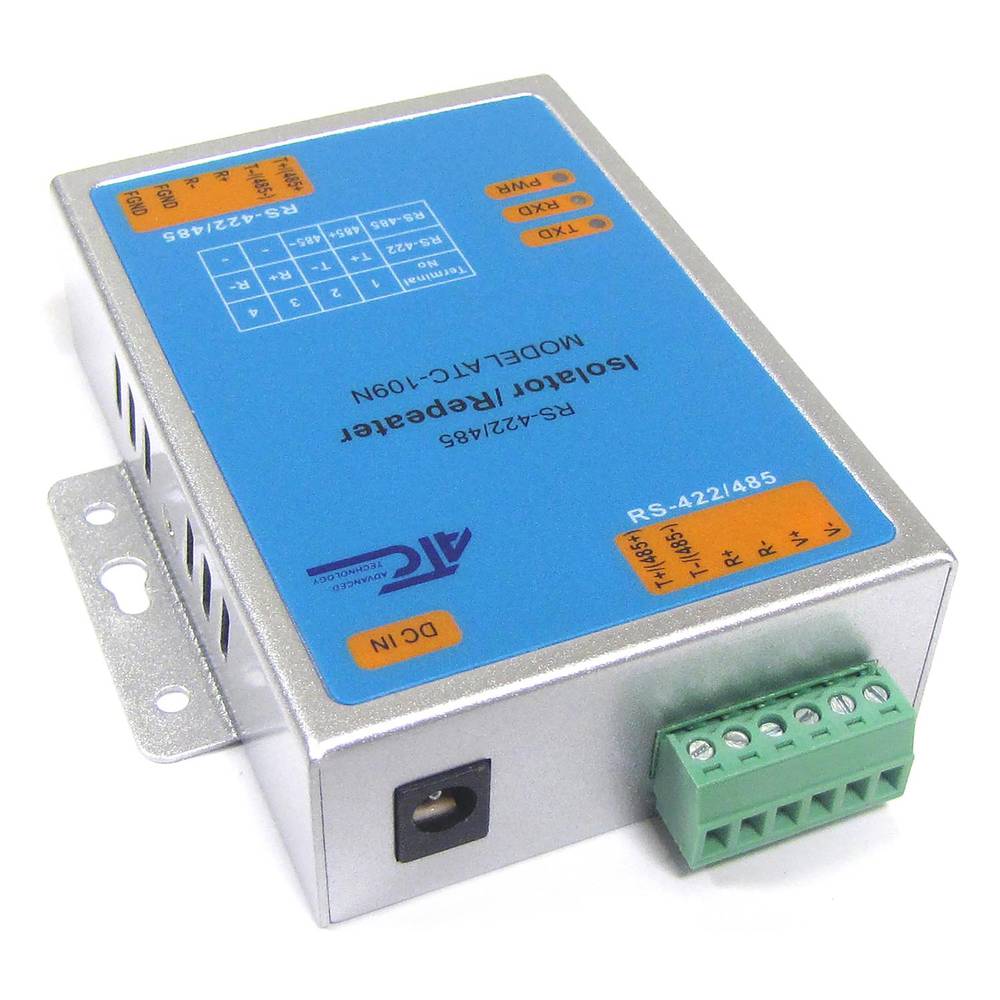 T+/(485+
T-/(485-)
R+
R-
FGND
FGND
RS-422/485
PWR
RXD
TXD
Terminal No 1 2 3 4
RS-422 T+ T- R+ R-
RS-485 485+ 485- - -
RS-422/485
Isolator/Repeater
MODEL ATC-109N
RS-422/485
T+/(485+)
T-/(485-)
R+
R-
V+
V-
ATC
ADVANCED
TECHNOLOGY
DC IN